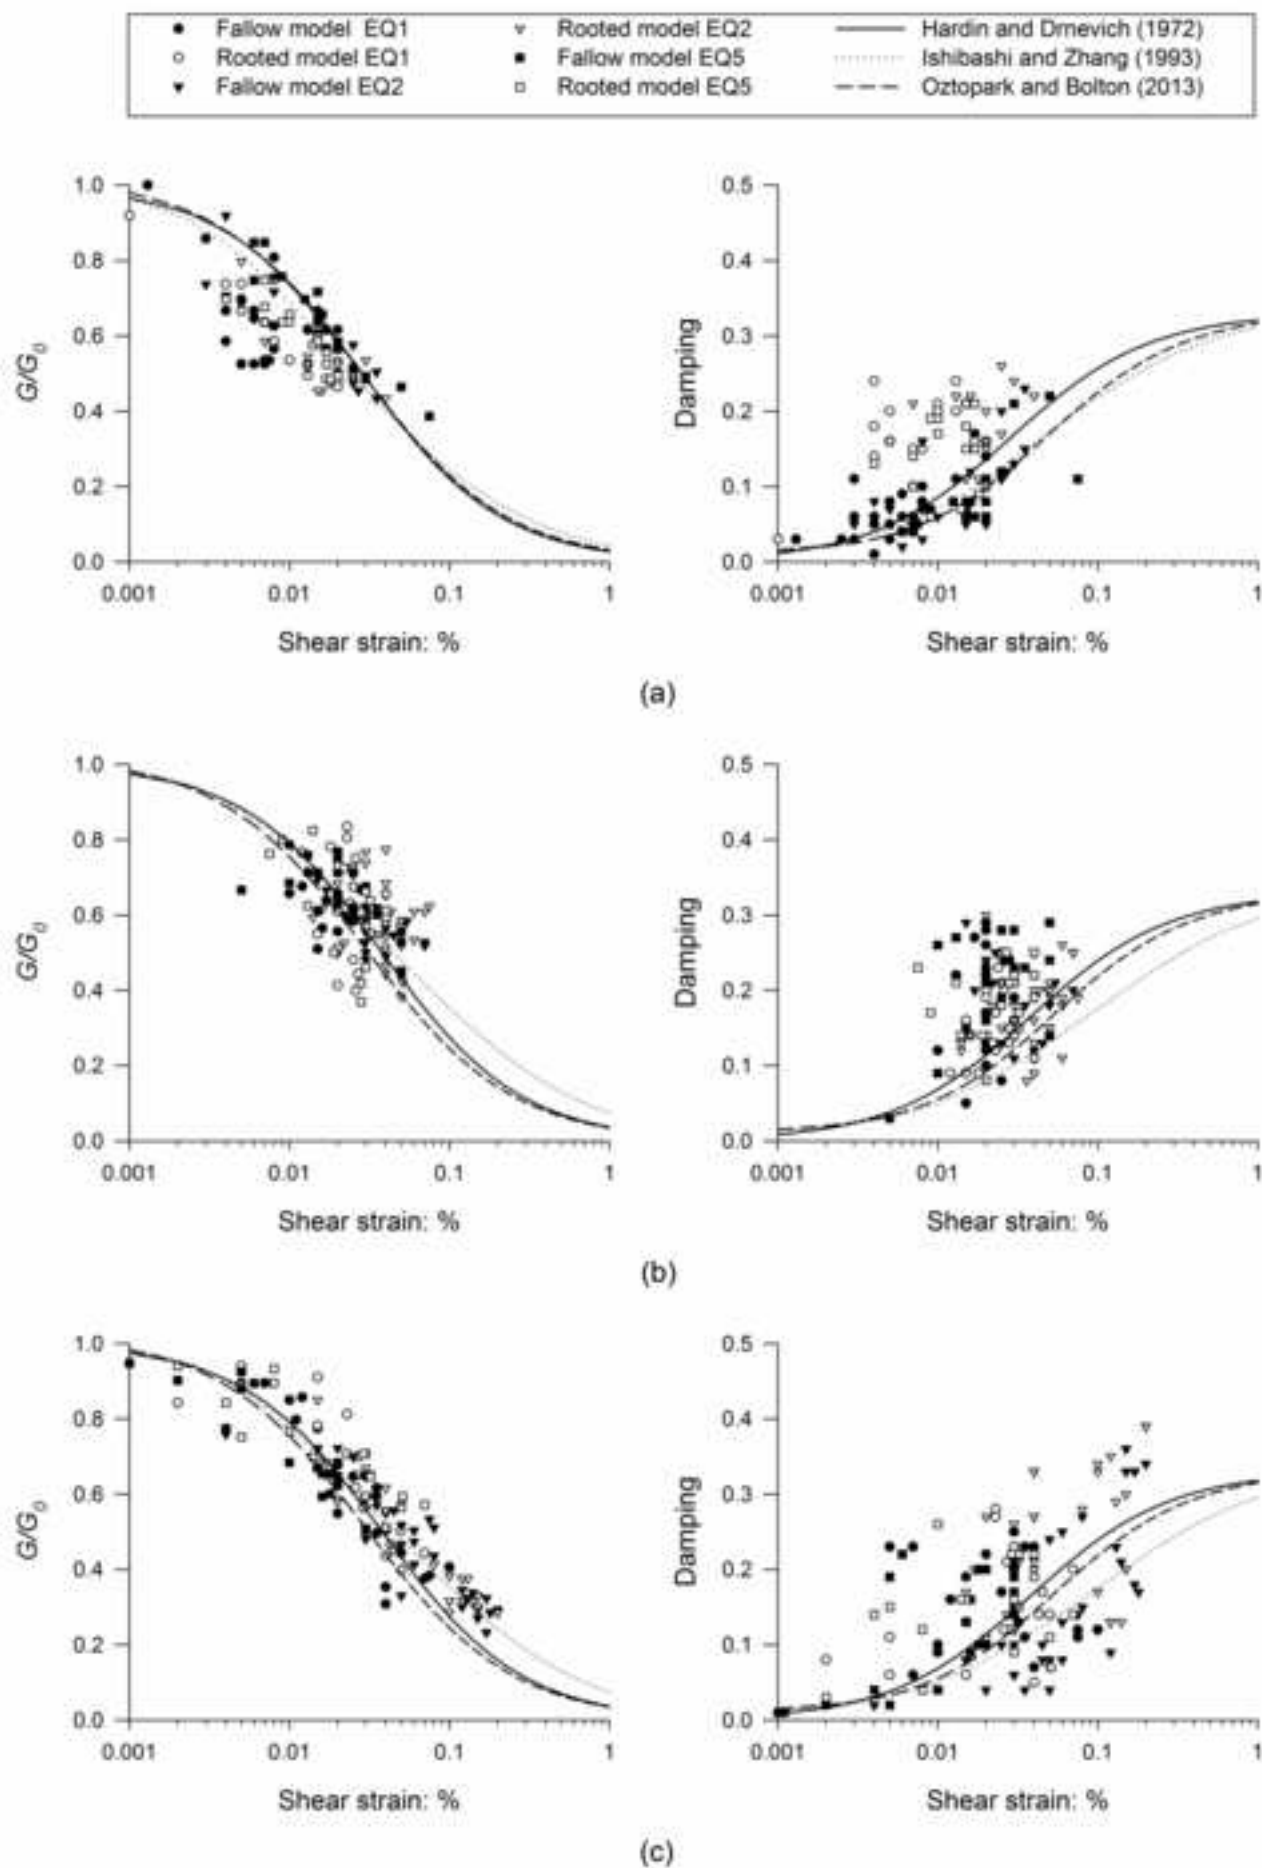 Fallow model EQ1
Rooted model EQ1
Fallow model EQ2
Rooted model EQ2
Fallow model EQ5
Rooted model EQ5
Hardin and Drnevich (1972)
Ishibashi and Zhang (1993)
Oztopark and Bolton (2013)
1.0
0.8
0.6
0.4
0.2
0.0
G/G0
0.001
0.01
0.1
1
Shear strain: %
0.5
0.4
0.3
0.2
0.1
0.0
Damping
0.001
0.01
0.1
1
Shear strain: %
(a)
1.0
0.8
0.6
0.4
0.2
0.0
G/G0
0.001
0.01
0.1
1
Shear strain: %
0.5
0.4
0.3
0.2
0.1
0.0
Damping
0.001
0.01
0.1
1
Shear strain: %
(b)
1.0
0.8
0.6
0.4
0.2
0.0
G/G0
0.001
0.01
0.1
1
Shear strain: %
0.5
0.4
0.3
0.2
0.1
0.0
Damping
0.001
0.01
0.1
1
Shear strain: %
(c)